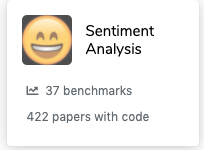 Sentiment
Analysis
37 benchmarks
422 papers with code